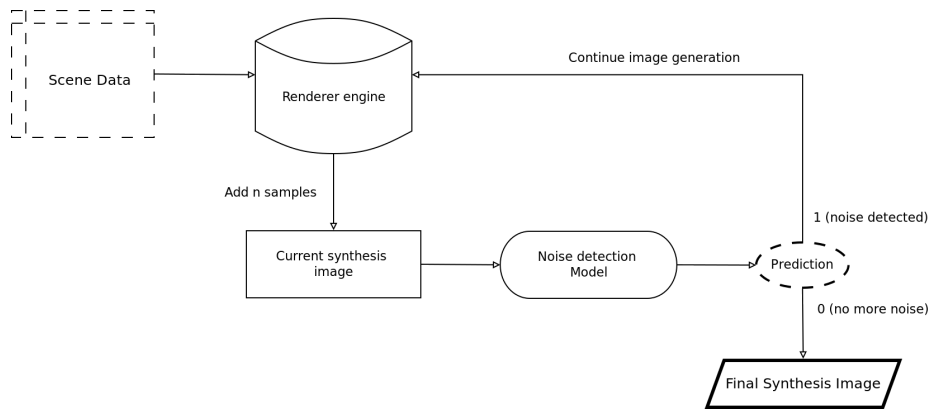 Scene Data
Renderer engine
Continue image generation
Add n samples
1 (noise detected)
Current synthesis
image
Noise detection
Model
Prediction
0 (no more noise)
Final Synthesis Image